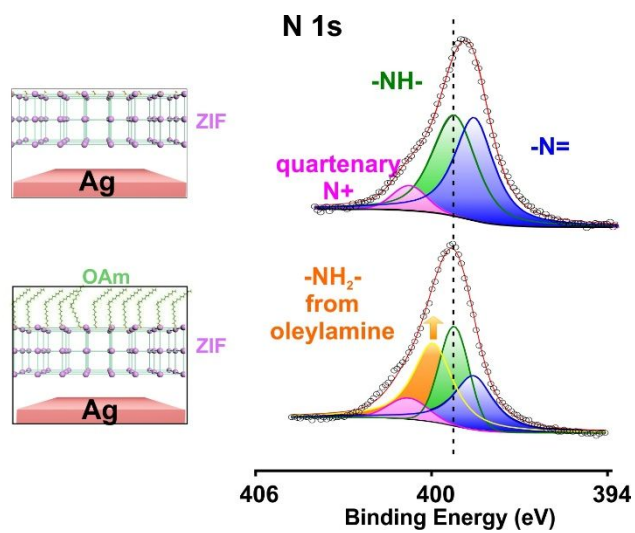 N 1s
ZIF
Ag
-NH-
-N=
quartenary
N+
OAm
ZIF
Ag
-NH₂-
from
oleylamine
406 400 394
Binding Energy (eV)